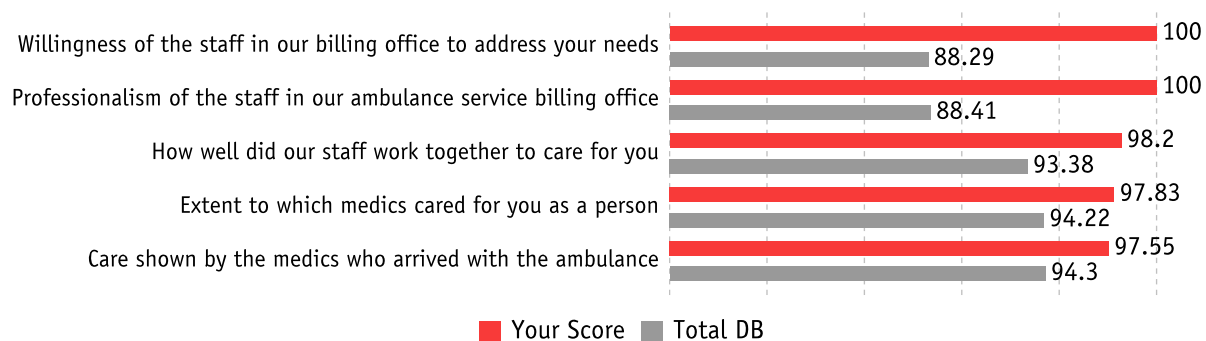 Willingness of the staff in our billing office to address your needs
100
88.29
Professionalism of the staff in our ambulance service billing office
100
88.41
How well did our staff work together to care for you
98.2
93.38
Extent to which medics cared for you as a person
97.83
94.22
Care shown by the medics who arrived with the ambulance
97.55
94.3
Your Score Total DB